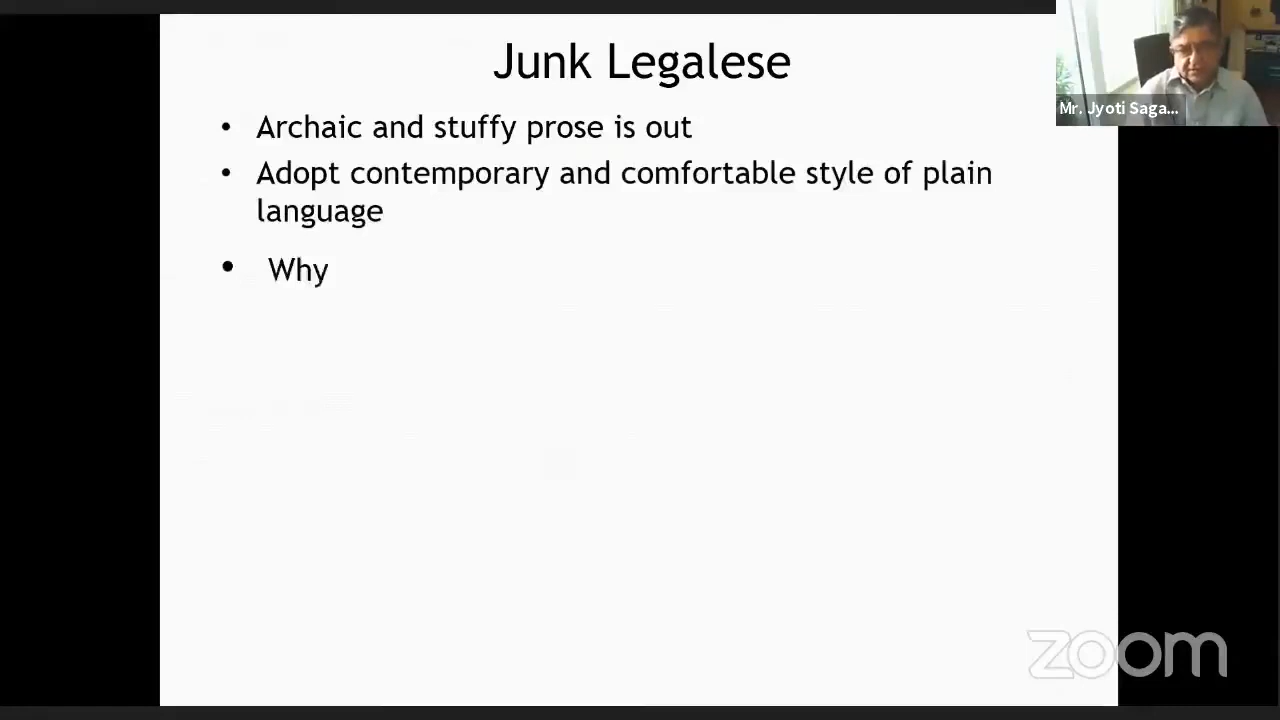 Junk Legalese
• Archaic and stuffy prose is out
• Adopt contemporary and comfortable style of plain
language
• Why
Mr. Jyoti Saga...
zoom